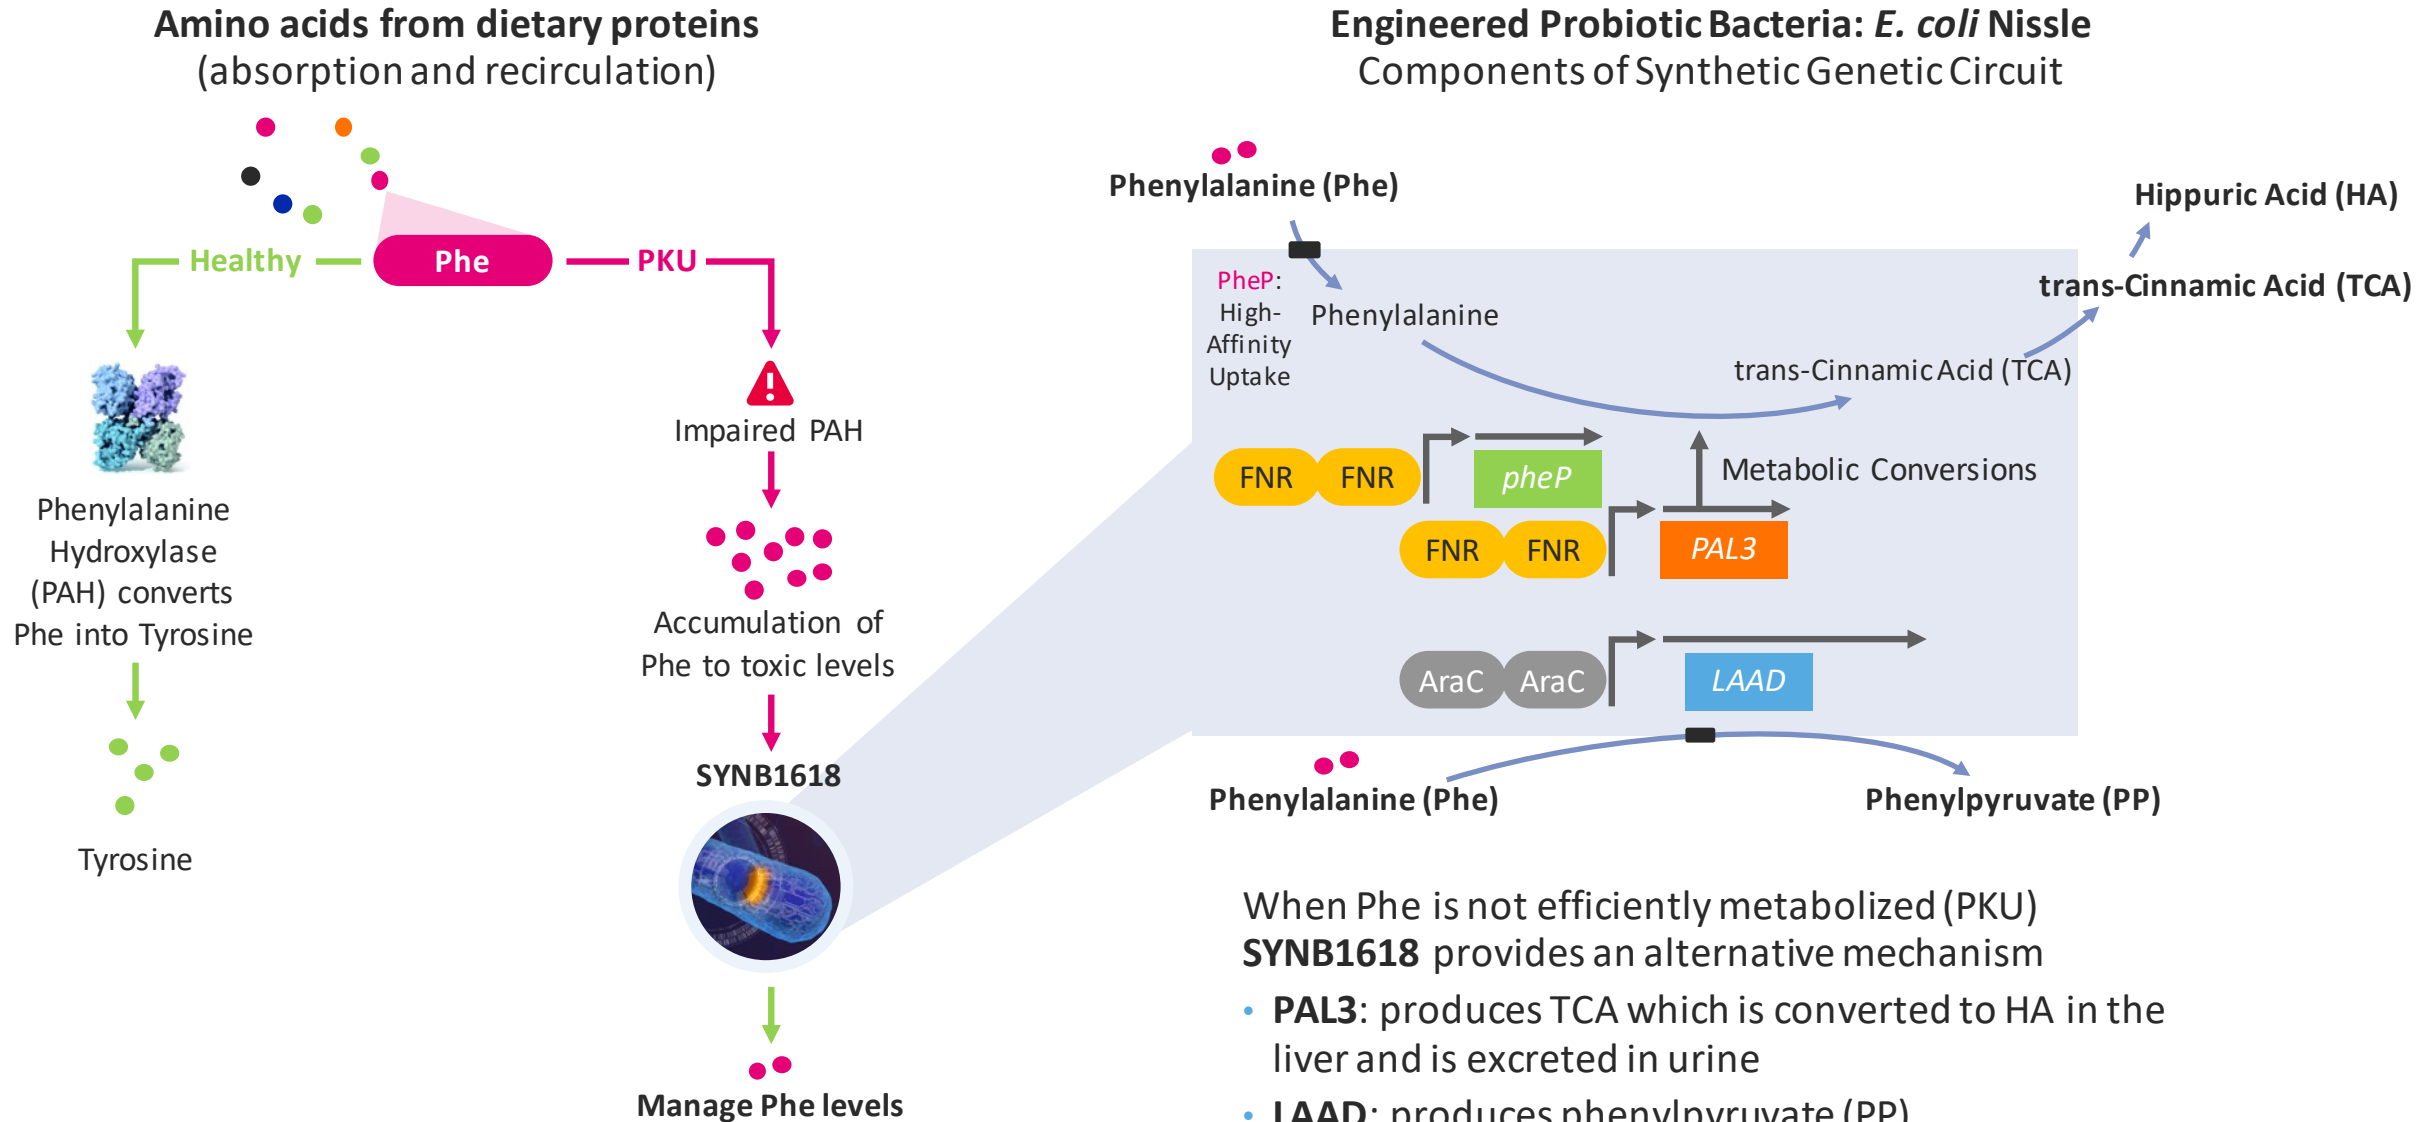 Amino acids from dietary proteins
(absorption and recirculation)
Healthy
Phe
PKU
Phenylalanine
Hydroxylase
(PAH) converts
Phe into Tyrosine
Tyrosine
Impaired PAH
Accumulation of
Phe to toxic levels
SYNB1618
Manage Phe levels
Engineered Probiotic Bacteria: E. coli Nissle
Components of Synthetic Genetic Circuit
Phenylalanine (Phe)
Hippuric Acid (HA)
trans-Cinnamic Acid (TCA)
PheP:
High-
Affinity
Uptake
Phenylalanine
trans-Cinnamic Acid (TCA)
FNR FNR pheP
Metabolic Conversions
FNR FNR PAL3
AraC AraC LAAD
Phenylalanine (Phe)
Phenylpyruvate (PP)
When Phe is not efficiently metabolized (PKU)
SYNB1618 provides an alternative mechanism
• PAL3: produces TCA which is converted to HA in the
liver and is excreted in urine
• LAAD: produces phenylpyruvate (PP)